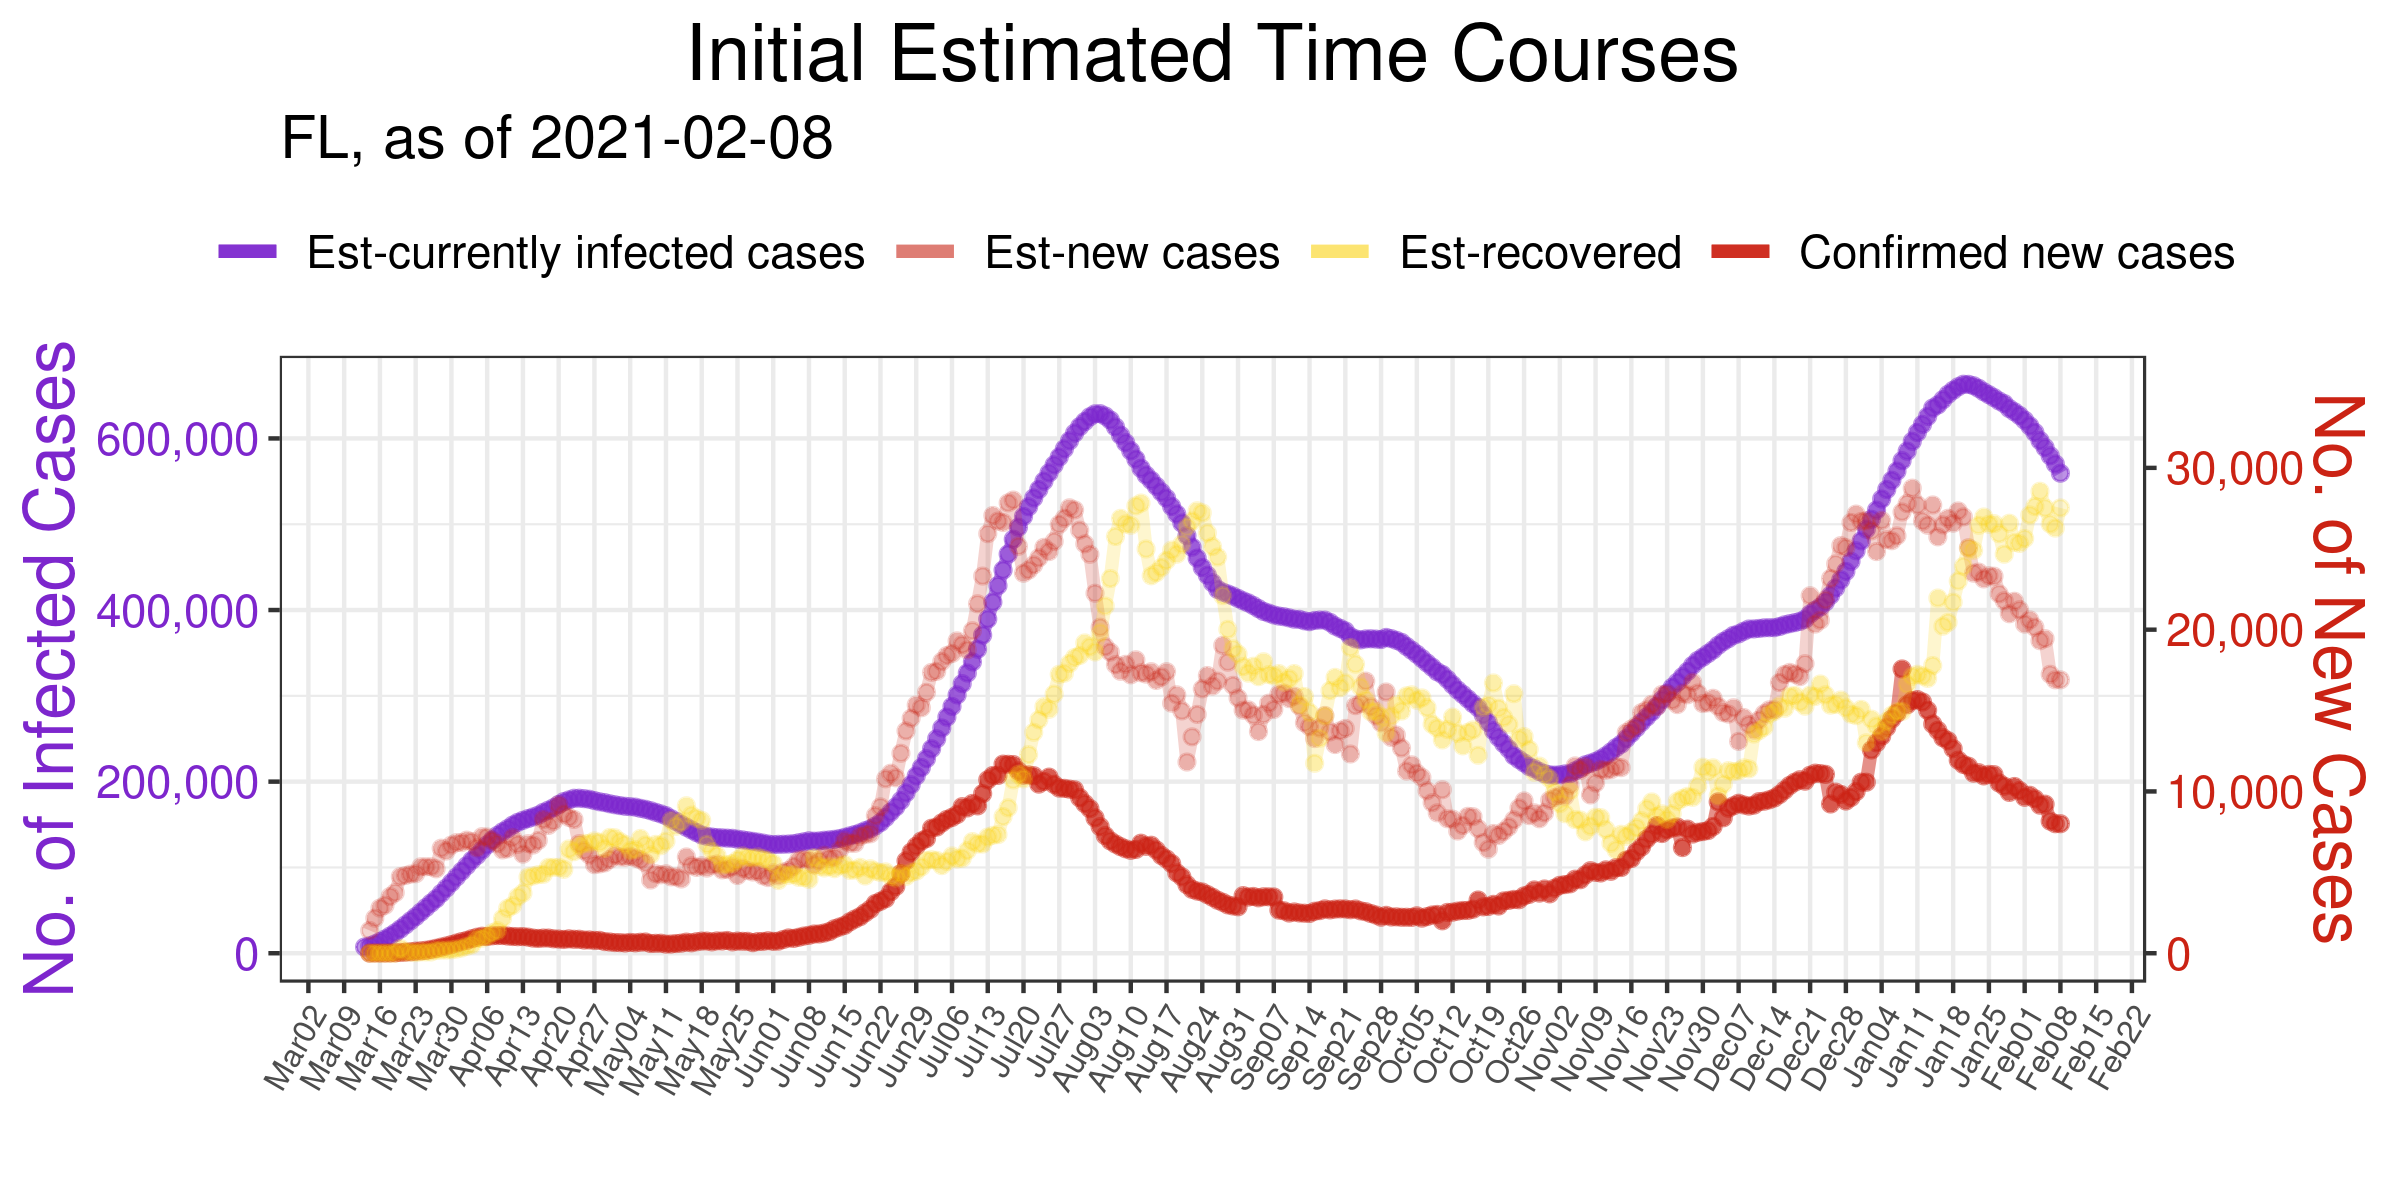 Initial Estimated Time Courses
FL, as of 2021-02-08
Est-currently infected cases Est-new cases Est-recovered Confirmed new cases
No. of Infected Cases
600,000
400,000
200,000
0
No. of New Cases
30,000
20,000
10,000
0
Mar02 Mar09 Mar16 Mar23 Mar30 Apr06 Apr13 Apr20 Apr27 May04 May11 May18 May25 Jun01 Jun08 Jun15 Jun22 Jun29 Jul06 Jul13 Jul20 Jul27 Aug03 Aug10 Aug17 Aug24 Aug31 Sep07 Sep14 Sep21 Sep28 Oct05 Oct12 Oct19 Oct26 Nov02 Nov09 Nov16 Nov23 Nov30 Dec07 Dec14 Dec21 Dec28 Jan04 Jan11 Jan18 Jan25 Feb01 Feb08 Feb15 Feb22